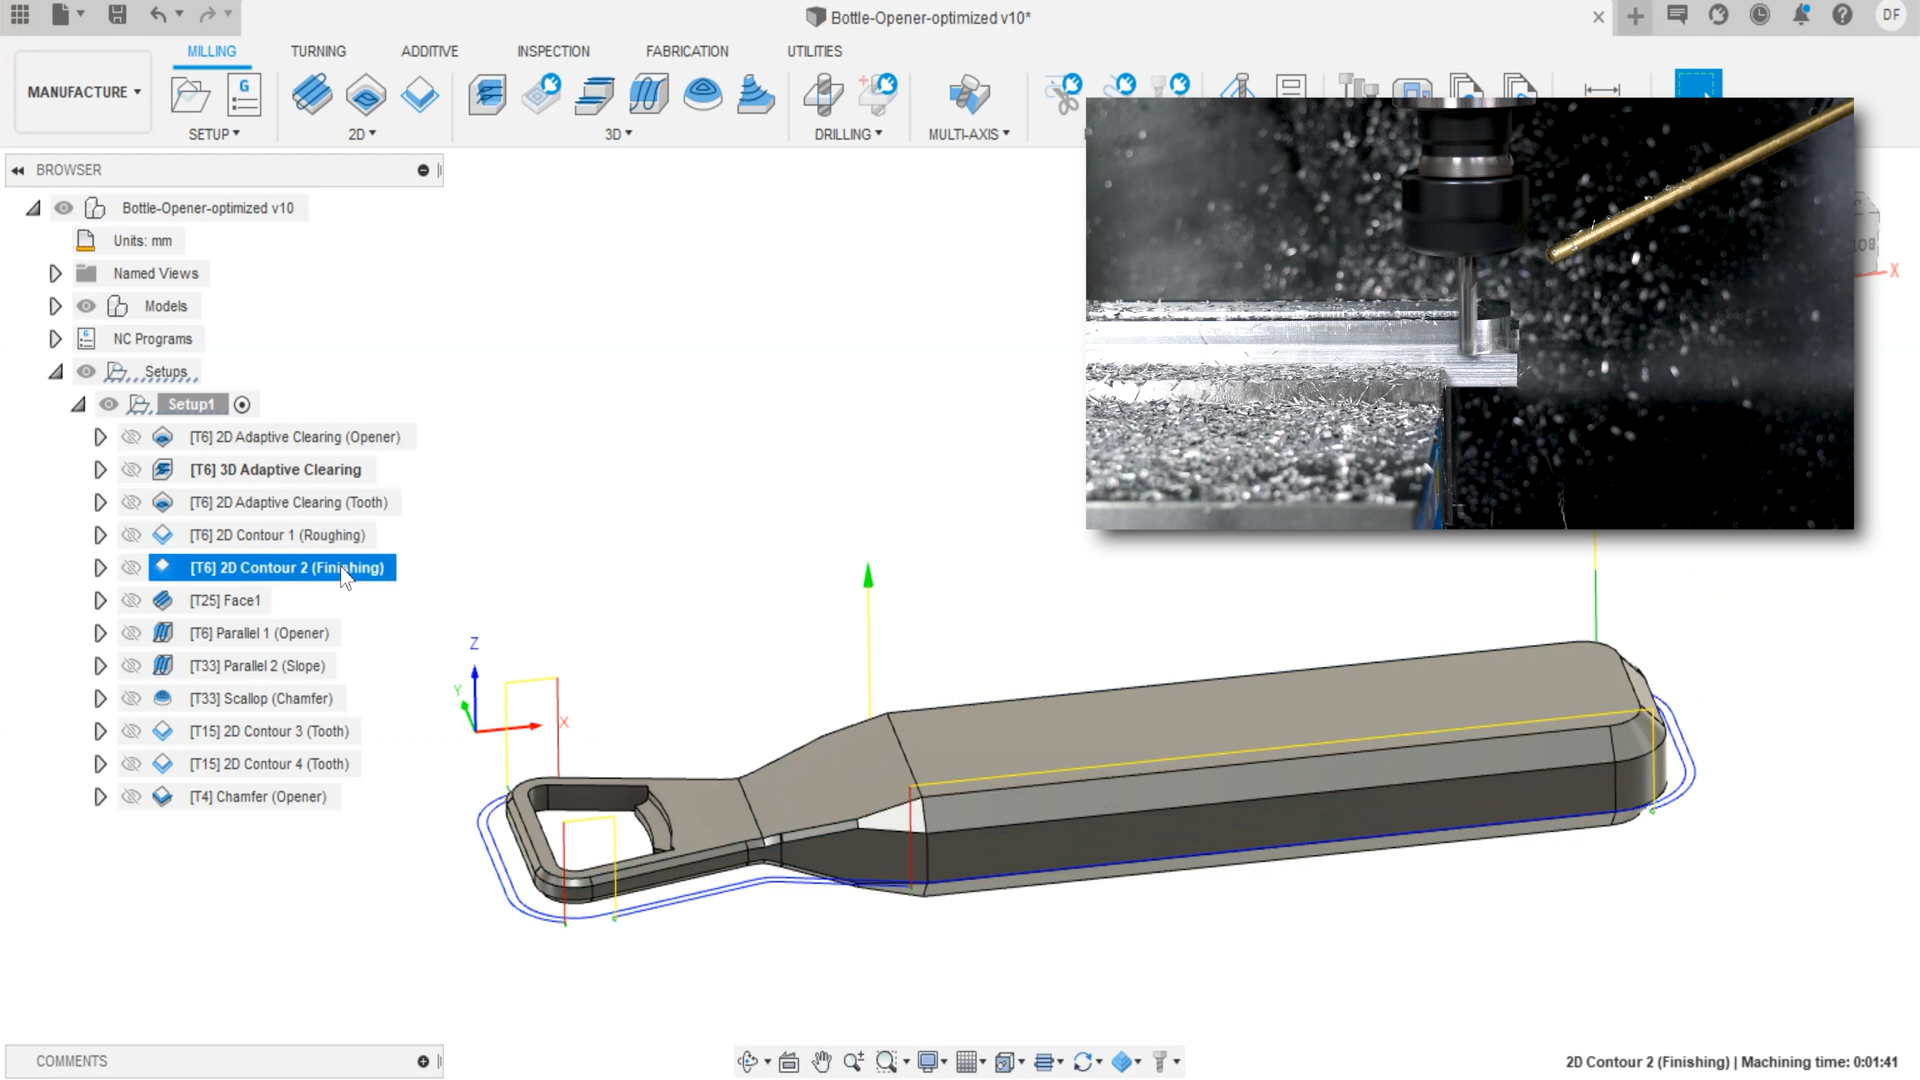 Bottle-Opener-optimized v10*
DF
MILLING
TURNING
ADDITIVE
INSPECTION
FABRICATION
UTILITIES
MANUFACTURE
G
SETUP
2D
3D
DRILLING
MULTI-AXIS
BROWSER
Bottle-Opener-optimized v10
Units: mm
Named Views
Models
NC Programs
Setups
Setup1
[T6] 2D Adaptive Clearing (Opener)
[T6] 3D Adaptive Clearing
[T6] 2D Adaptive Clearing (Tooth)
[T6] 2D Contour 1 (Roughing)
[T6] 2D Contour 2 (Finishing)
[T25] Face1
[T6] Parallel 1 (Opener)
[T33] Parallel 2 (Slope)
[T33] Scallop (Chamfer)
[T15] 2D Contour 3 (Tooth)
[T15] 2D Contour 4 (Tooth)
[T4] Chamfer (Opener)
Z
Y
X
X
COMMENTS
2D Contour 2 (Finishing) | Machining time: 0:01:41